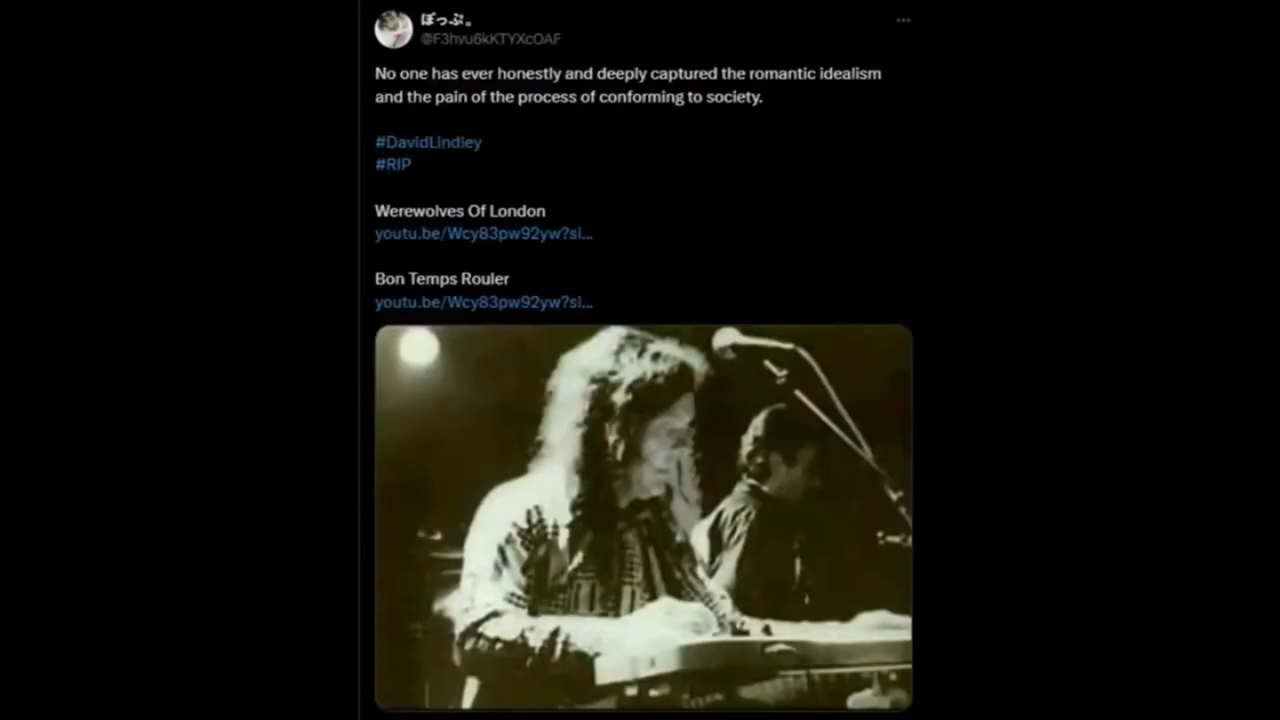 ぽっぷ。
@F3hvu6kKTYXcOAF
No one has ever honestly and deeply captured the romantic idealism
and the pain of the process of conforming to society.
#DavidLindley
#RIP
Werewolves Of London
youtu.be/Wcy83pw92yw?si...
Bon Temps Rouler
youtu.be/Wcy83pw92yw?si...